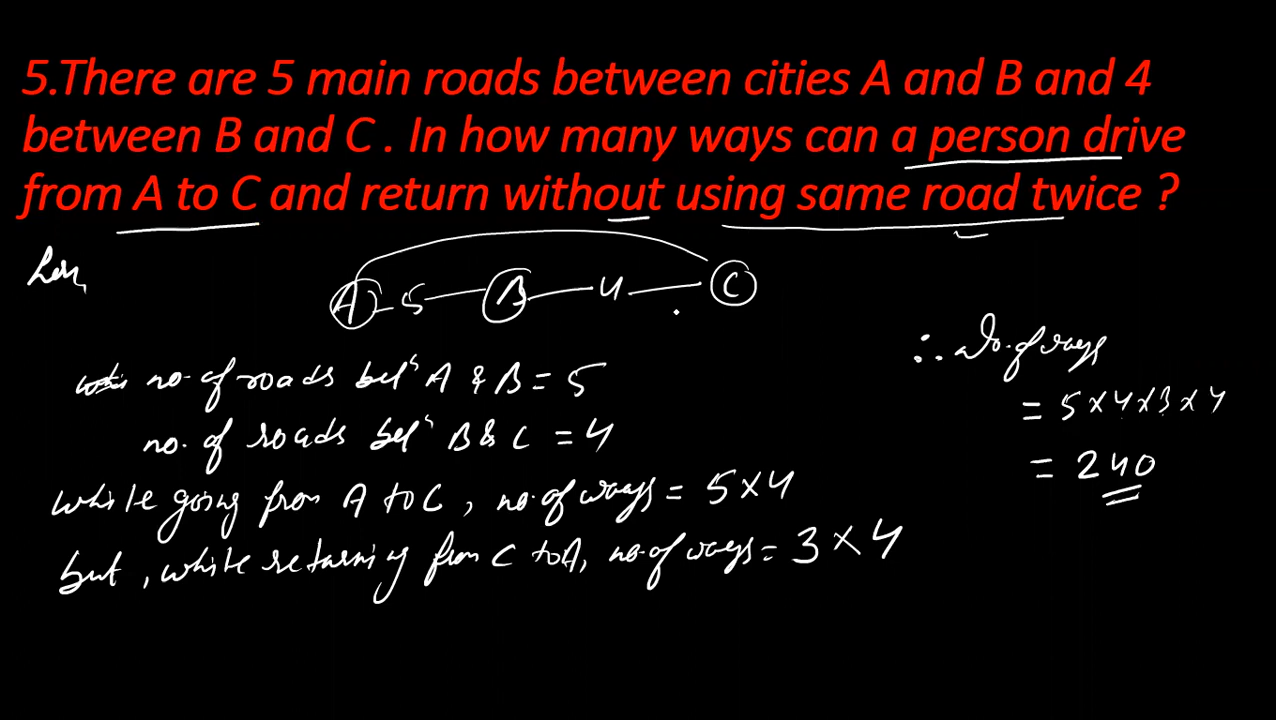 5.There are 5 main roads between cities A and B and 4
between B and C . In how many ways can a person drive
from A to C and return without using same road twice ?
A 5 B 4 C
no. of roads betn A & B = 5
no. of roads betn B & C = 4
while going from A to C, no. of ways = 5 × 4
but, while returning from C to A, no. of ways = 3 × 4
∴ No. of ways
= 5 × 4 × 3 × 4
= 240